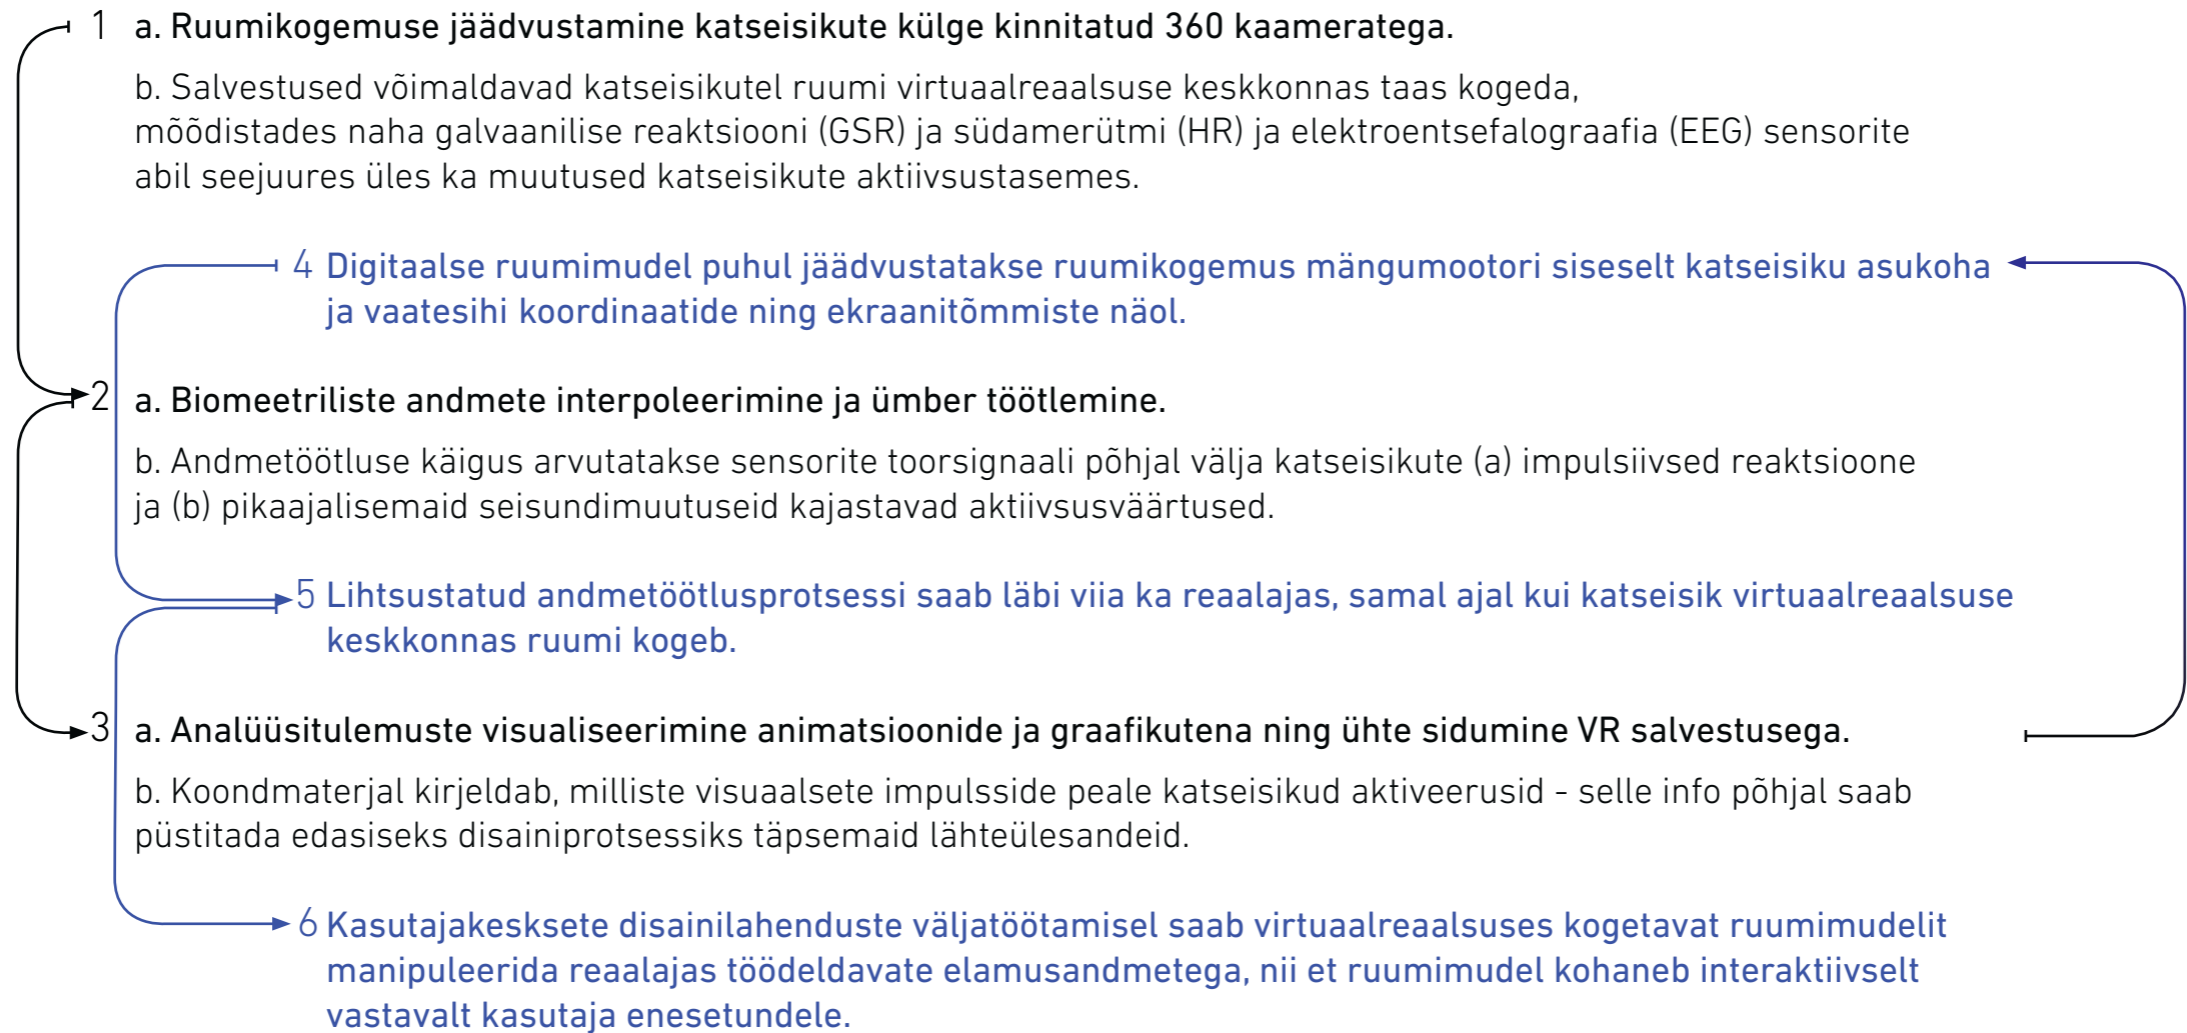 1 a. Ruumikogemuse jäädvustamine katseisikute külge kinnitatud 360 kaameratega.
b. Salvestused võimaldavad katseisikutel ruumi virtuaalreaalsuse keskkonnas taas kogeda,
mõõdistades naha galvaanilise reaktsiooni (GSR) ja südamerütmi (HR) ja elektroentsefalograafia (EEG) sensorite
abil seejuures üles ka muutused katseisikute aktiivsustasemes.
4 Digitaalse ruumimudel puhul jäädvustatakse ruumikogemus mängumootori siseselt katseisiku asukoha
ja vaatesihi koordinaatide ning ekraanitõmmiste näol.
2 a. Biomeetriliste andmete interpoleerimine ja ümber töötlemine.
b. Andmetöötluse käigus arvutatakse sensorite toorsignaali põhjal välja katseisikute (a) impulsiivsed reaktsioone
ja (b) pikaajalisemaid seisundimuutuseid kajastavad aktiivsusväärtused.
5 Lihtsustatud andmetöötlusprotsessi saab läbi viia ka reaalajas, samal ajal kui katseisik virtuaalreaalsuse
keskkonnas ruumi kogeb.
3 a. Analüüsitulemuste visualiseerimine animatsioonide ja graafikutena ning ühte sidumine VR salvestusega.
b. Koondmaterjal kirjeldab, milliste visuaalsete impulsside peale katseisikud aktiveerusid - selle info põhjal saab
püstitada edasiseks disainiprotsessiks täpsemaid lähteülesandeid.
6 Kasutajakesksete disainilahenduste väljatöötamisel saab virtuaalreaalsuses kogetavat ruumimudelit
manipuleerida reaalajas töödeldavate elamusandmetega, nii et ruumimudel kohaneb interaktiivselt
vastavalt kasutaja enesetundele.